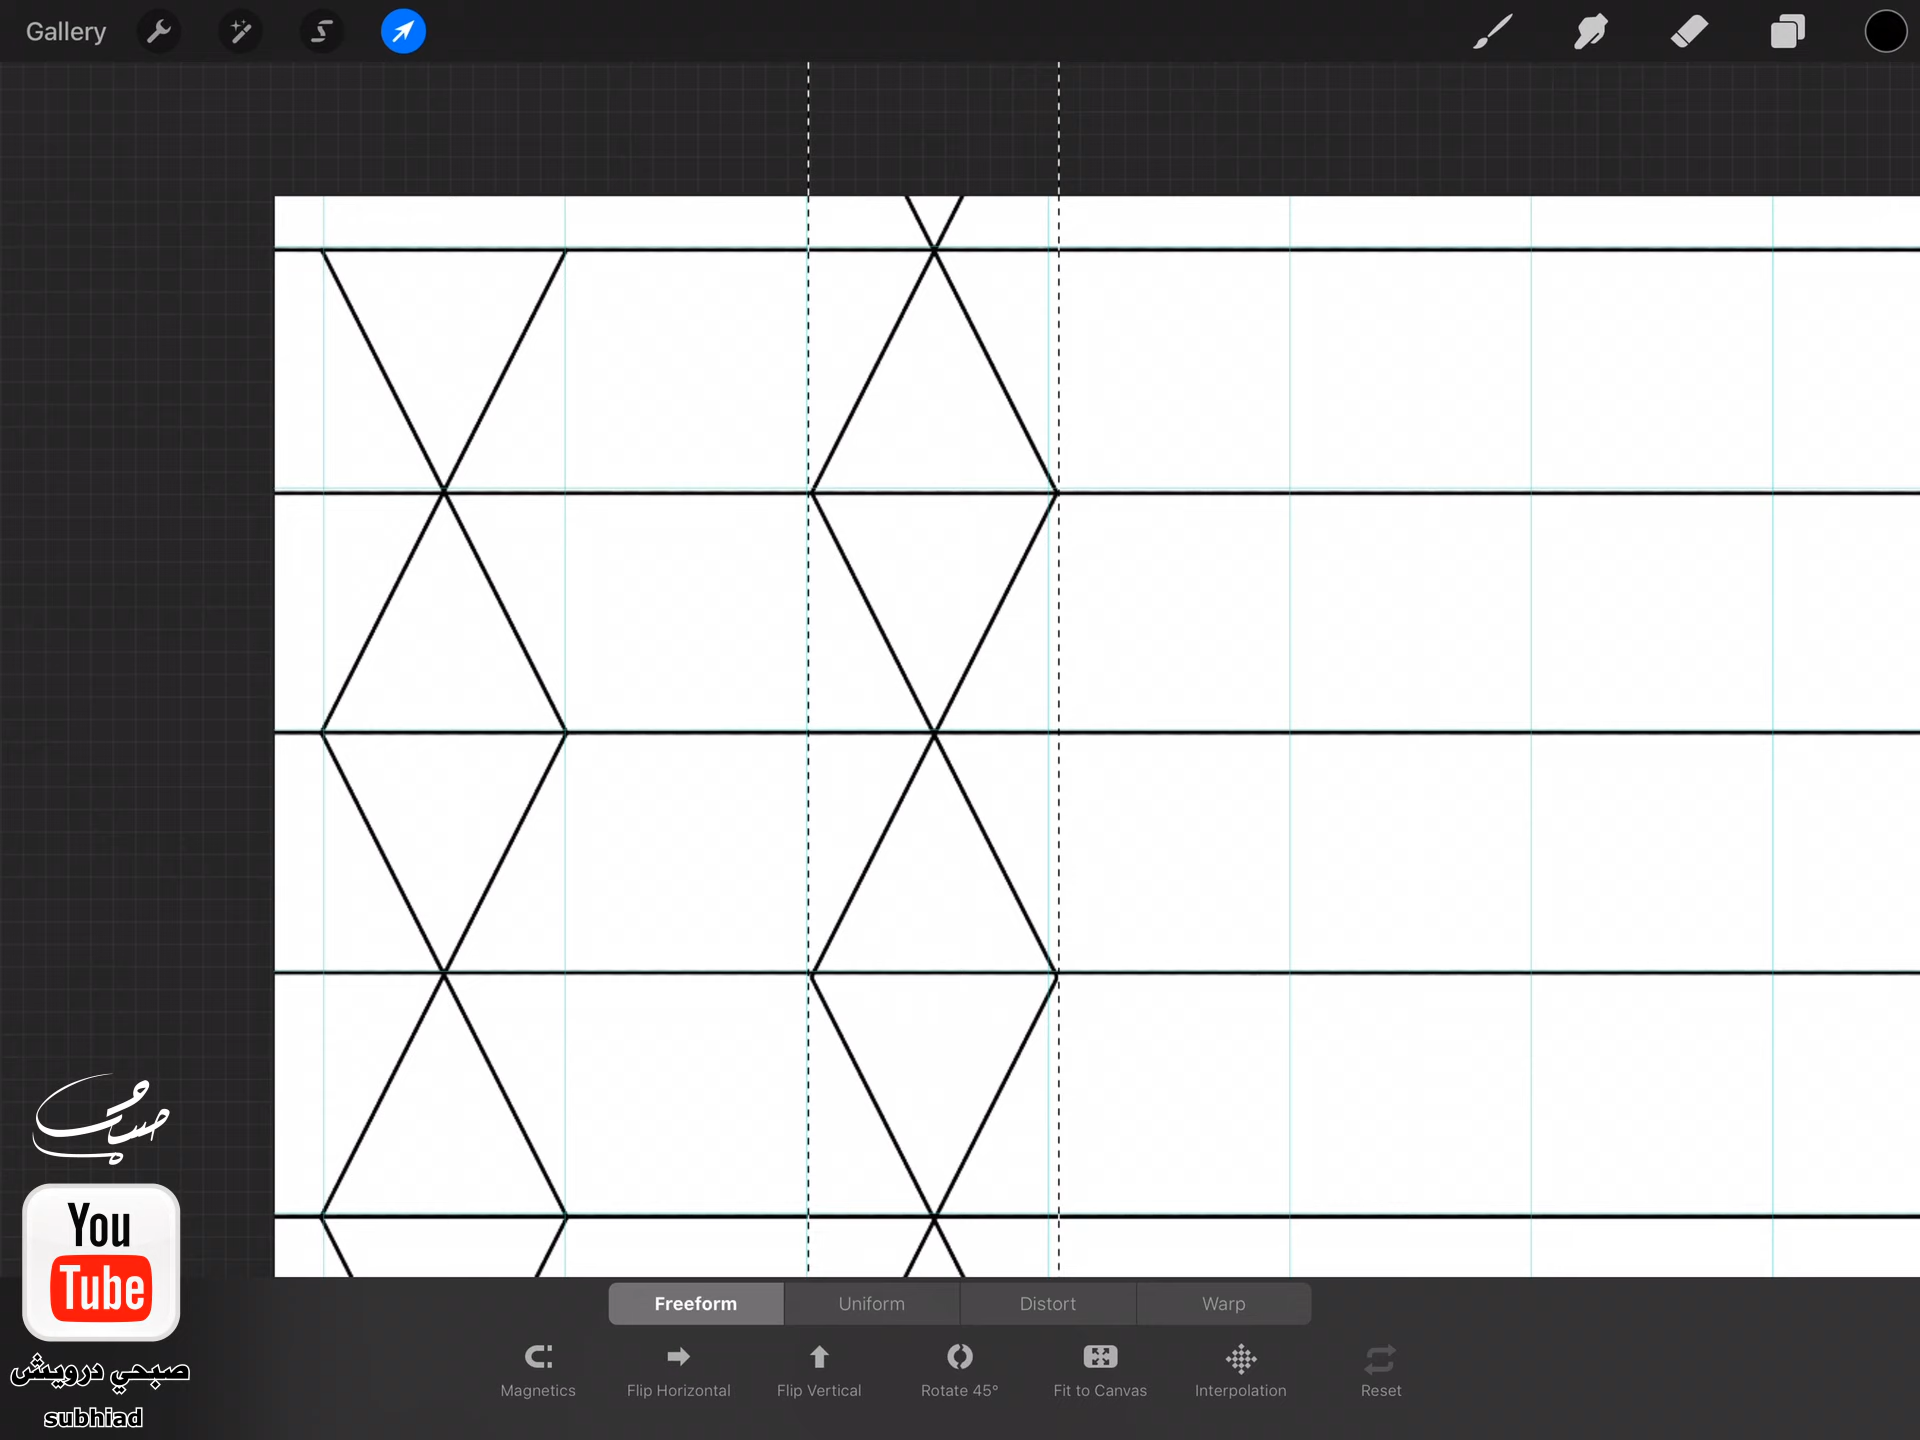 Gallery
You
Tube
صبحي درويش
subhiad
Freeform Uniform Distort Warp
Magnetics Flip Horizontal Flip Vertical Rotate 45° Fit to Canvas Interpolation Reset